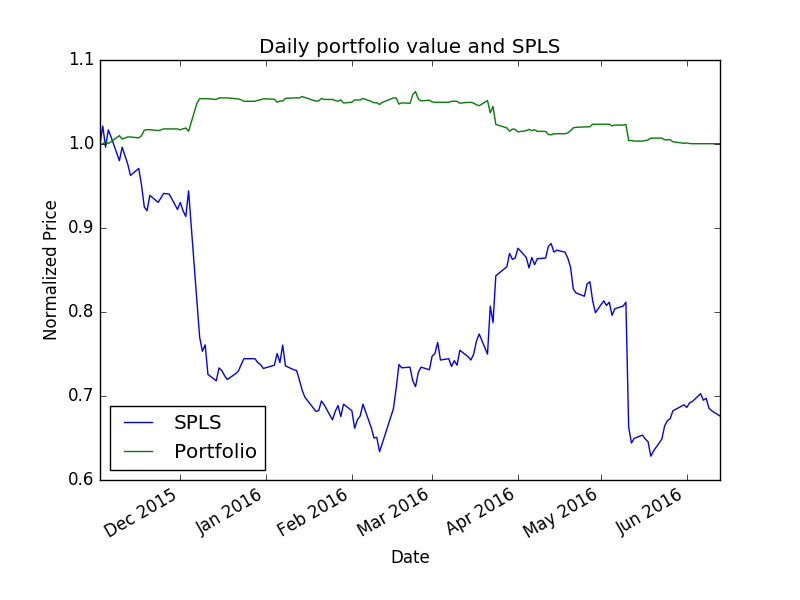 Daily portfolio value and SPLS
1.1
1.0
0.9
0.8
0.7
0.6
Normalized Price
SPLS
Portfolio
Dec 2015
Jan 2016
Feb 2016
Mar 2016
Apr 2016
May 2016
Jun 2016
Date